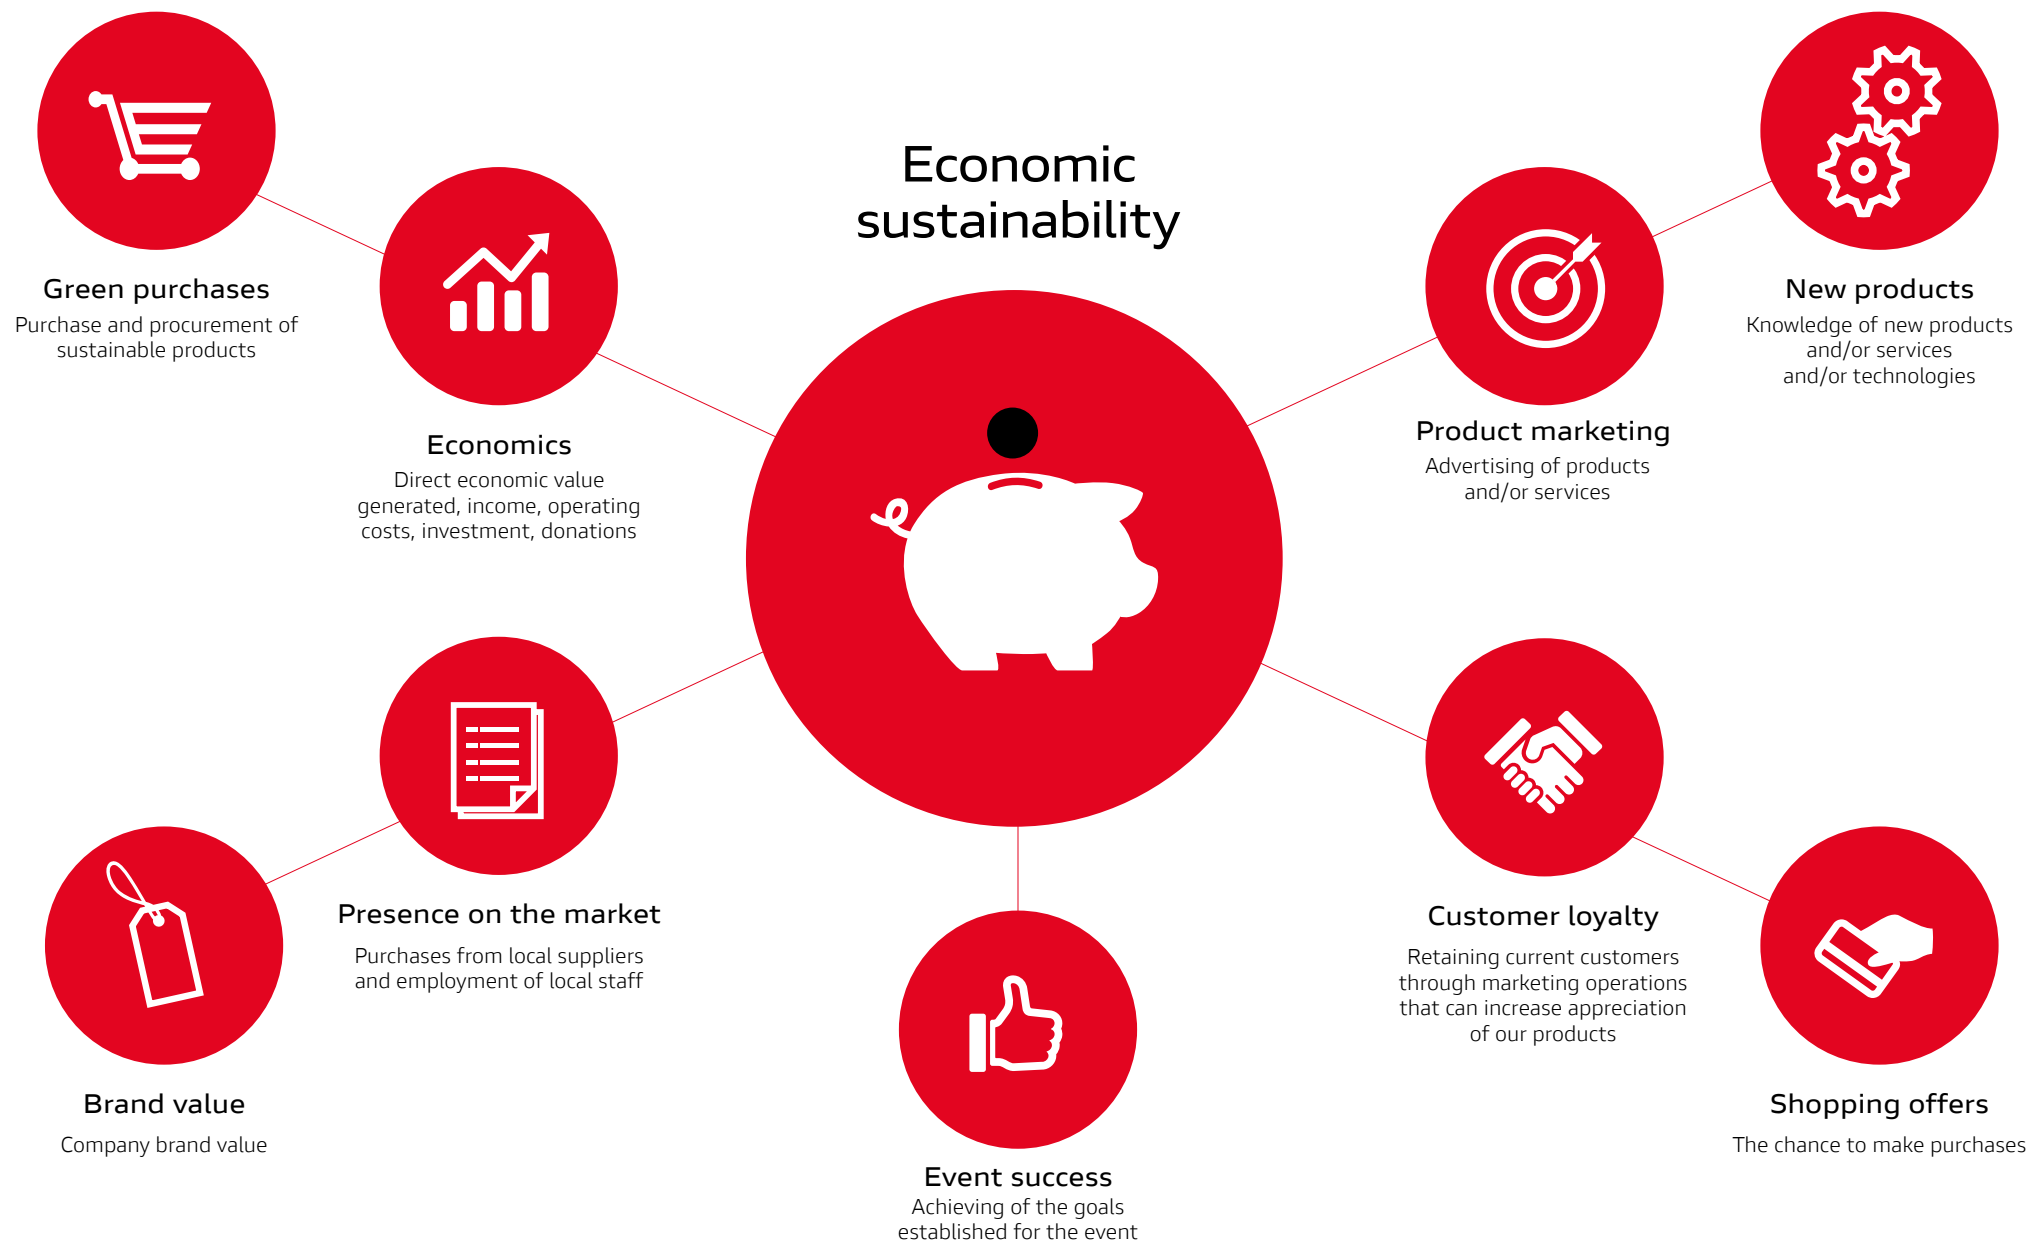 Economic
sustainability
Green purchases
Purchase and procurement of
sustainable products
Economics
Direct economic value
generated, income, operating
costs, investment, donations
Product marketing
Advertising of products
and/or services
New products
Knowledge of new products
and/or services
and/or technologies
Presence on the market
Purchases from local suppliers
and employment of local staff
Brand value
Company brand value
Event success
Achieving of the goals
established for the event
Customer loyalty
Retaining current customers
through marketing operations
that can increase appreciation
of our products
Shopping offers
The chance to make purchases